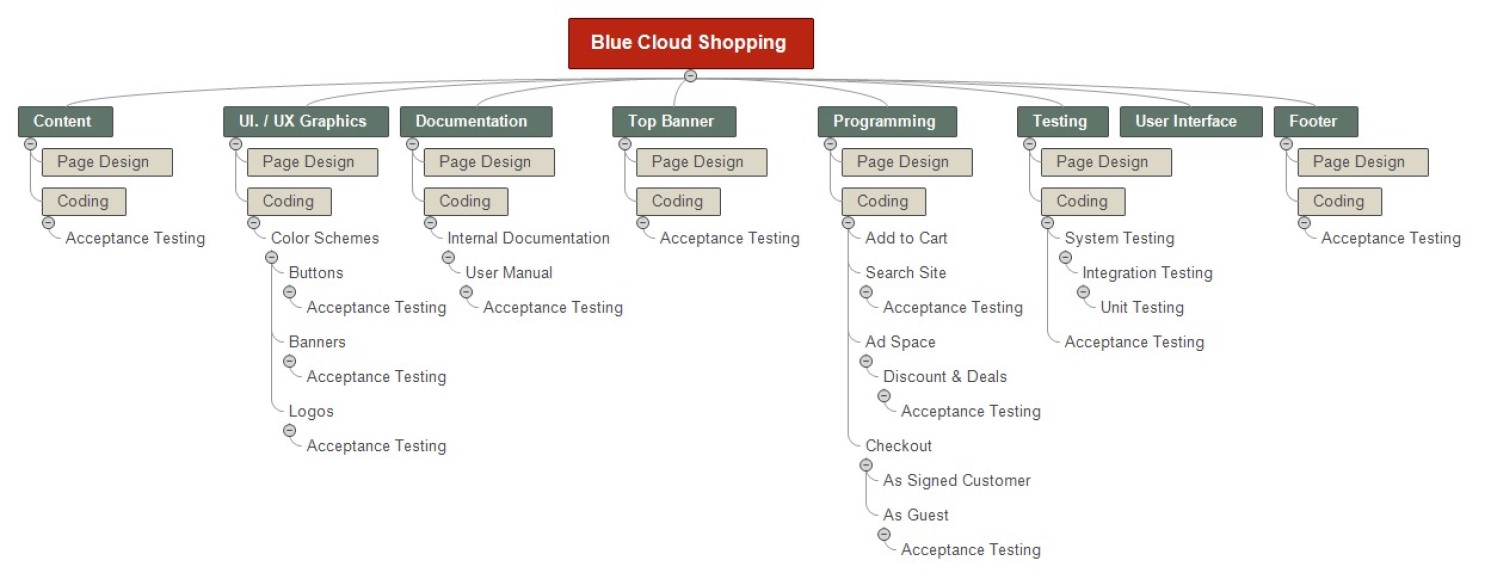 Blue Cloud Shopping
Content
Page Design
Coding
Acceptance Testing
UI. / UX Graphics
Page Design
Coding
Color Schemes
Buttons
Acceptance Testing
Banners
Acceptance Testing
Logos
Acceptance Testing
Documentation
Page Design
Coding
Internal Documentation
User Manual
Acceptance Testing
Top Banner
Page Design
Coding
Acceptance Testing
Programming
Page Design
Coding
Add to Cart
Search Site
Acceptance Testing
Ad Space
Discount & Deals
Acceptance Testing
Checkout
As Signed Customer
As Guest
Acceptance Testing
Testing
Page Design
Coding
System Testing
Integration Testing
Unit Testing
Acceptance Testing
User Interface
Footer
Page Design
Coding
Acceptance Testing